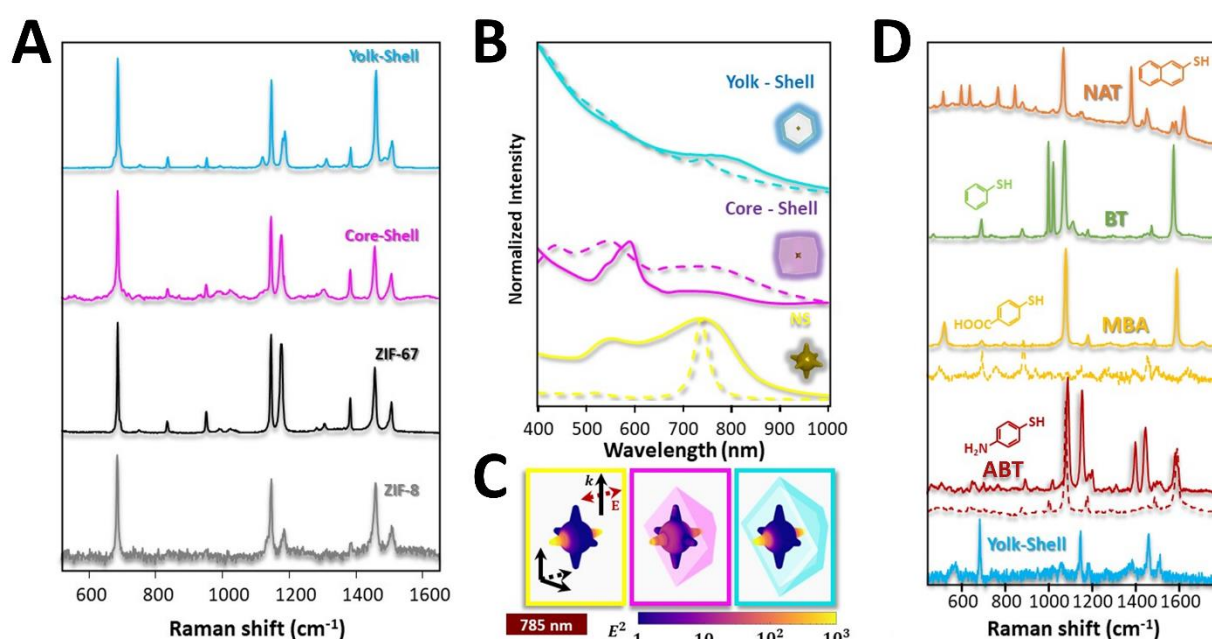 A
Yolk-Shell
Core-Shell
ZIF-67
ZIF-8
600 800 1000 1200 1400 1600
Raman shift (cm⁻¹)
B
Normalized Intensity
Yolk - Shell
Core - Shell
NS
400 500 600 700 800 900 1000
Wavelength (nm)
C
k
E
785 nm
E²
1 10 10² 10³
D
SH
NAT
SH
BT
SH
HOOC
MBA
SH
H₂N
ABT
Yolk-Shell
600 800 1000 1200 1400 1600
Raman shift (cm⁻¹)